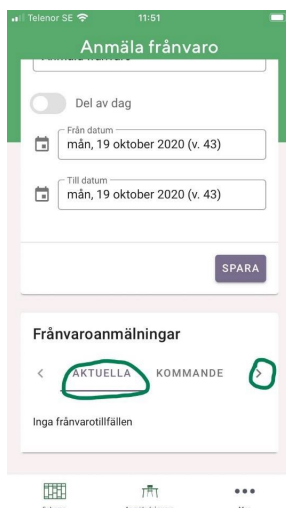 Telenor SE 11:51
Anmäla frånvaro
Del av dag
Från datum
mån, 19 oktober 2020 (v. 43)
Till datum
mån, 19 oktober 2020 (v. 43)
SPARA
Frånvaroanmälningar
< AKTUELLA KOMMANDE >
Inga frånvarotillfällen